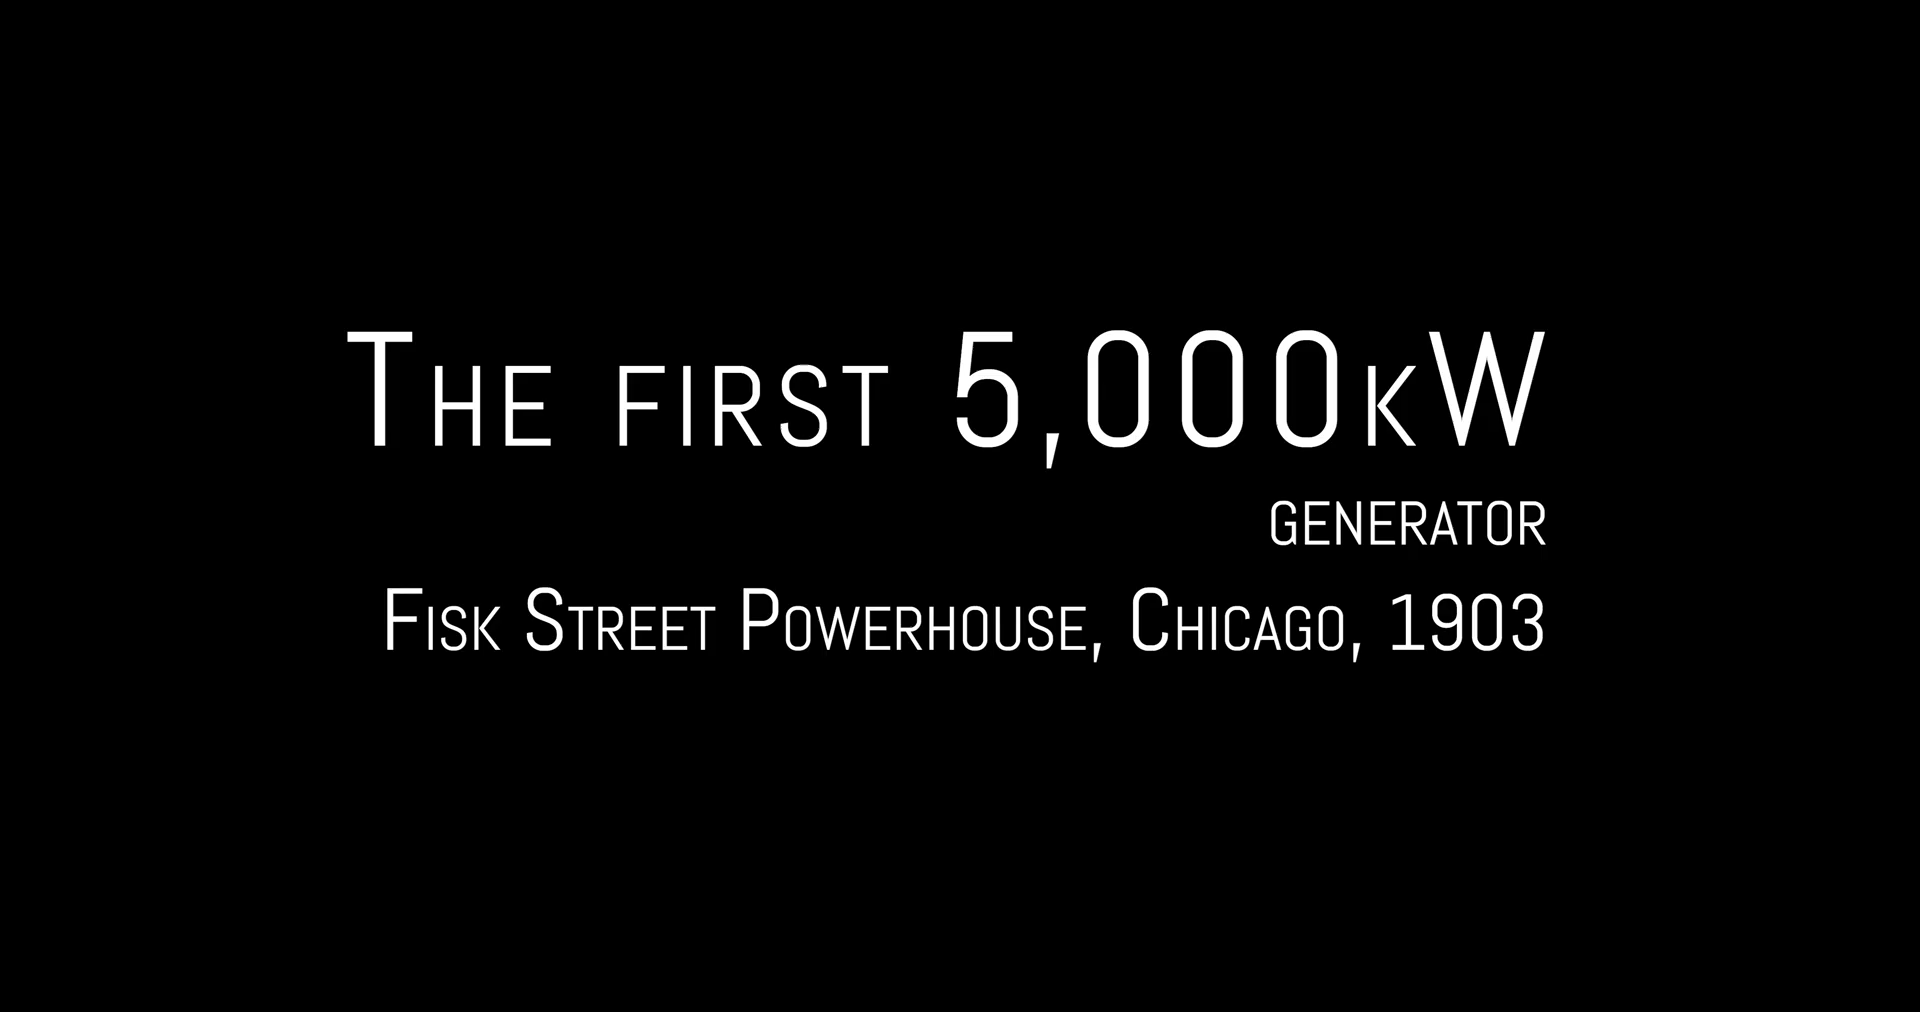 The first 5,000kW
generator
Fisk Street Powerhouse, Chicago, 1903